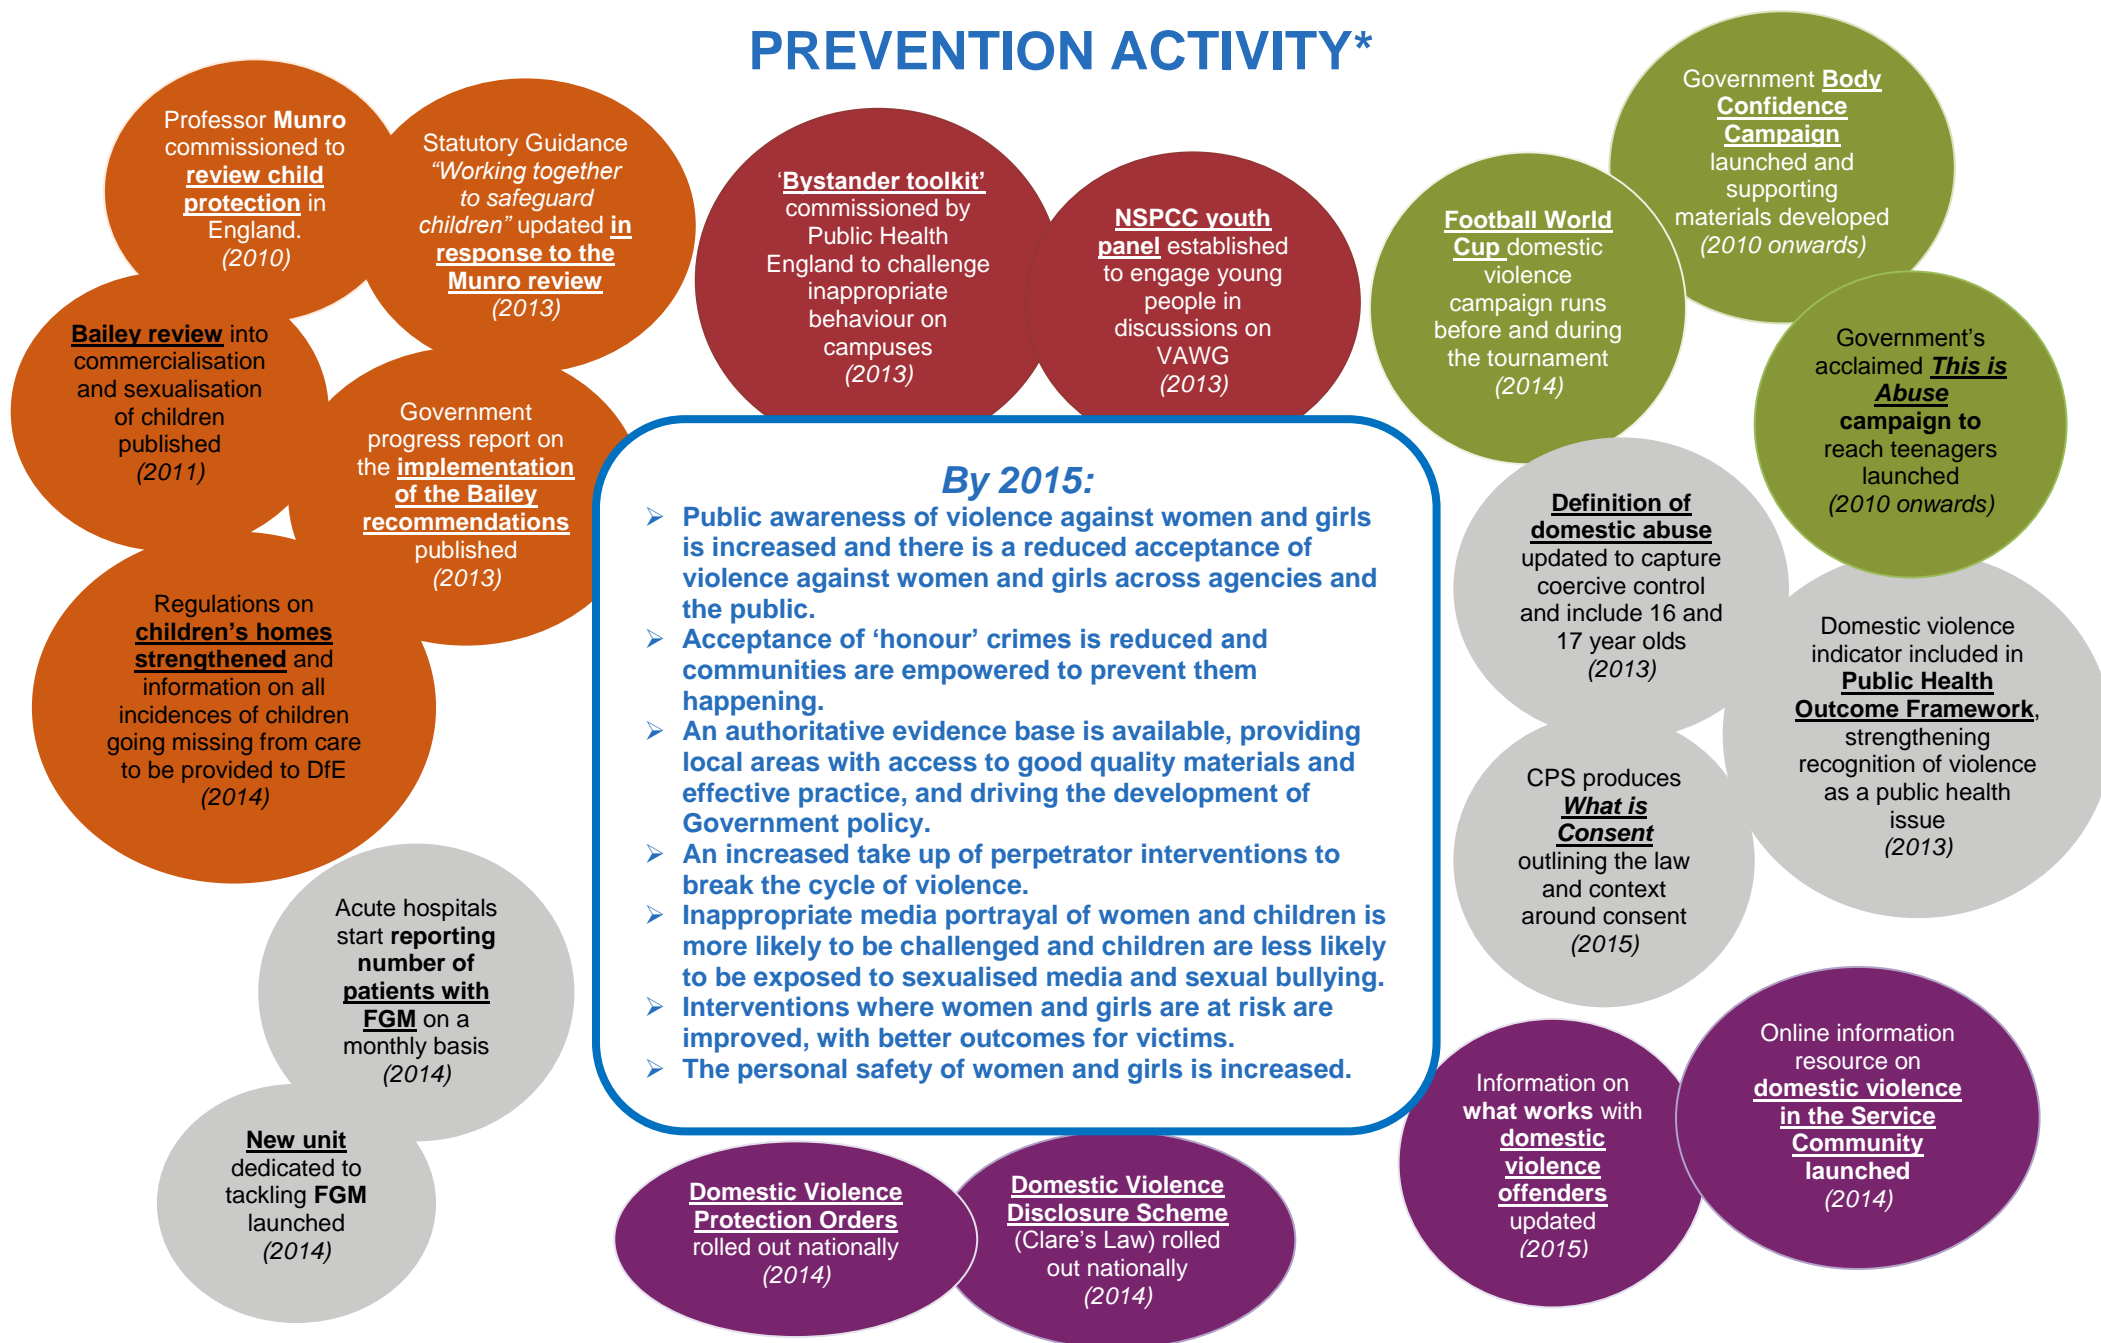 PREVENTION ACTIVITY*
Professor Munro
commissioned to
review child
protection in
England.
(2010)
Statutory Guidance
“Working together
to safeguard
children” updated in
response to the
Munro review
(2013)
Bailey review into
commercialisation
and sexualisation
of children
published
(2011)
Government
progress report on
the implementation
of the Bailey
recommendations
published
(2013)
Regulations on
children’s homes
strengthened and
information on all
incidences of children
going missing from care
to be provided to DfE
(2014)
Acute hospitals
start reporting
number of
patients with
FGM on a
monthly basis
(2014)
New unit
dedicated to
tackling FGM
launched
(2014)
‘Bystander toolkit’
commissioned by
Public Health
England to challenge
inappropriate
behaviour on
campuses
(2013)
NSPCC youth
panel established
to engage young
people in
discussions on
VAWG
(2013)
By 2015:
➢ Public awareness of violence against women and girls
is increased and there is a reduced acceptance of
violence against women and girls across agencies and
the public.
➢ Acceptance of ‘honour’ crimes is reduced and
communities are empowered to prevent them
happening.
➢ An authoritative evidence base is available, providing
local areas with access to good quality materials and
effective practice, and driving the development of
Government policy.
➢ An increased take up of perpetrator interventions to
break the cycle of violence.
➢ Inappropriate media portrayal of women and children is
more likely to be challenged and children are less likely
to be exposed to sexualised media and sexual bullying.
➢ Interventions where women and girls are at risk are
improved, with better outcomes for victims.
➢ The personal safety of women and girls is increased.
Domestic Violence
Protection Orders
rolled out nationally
(2014)
Domestic Violence
Disclosure Scheme
(Clare’s Law) rolled
out nationally
(2014)
Football World
Cup domestic
violence
campaign runs
before and during
the tournament
(2014)
Government Body
Confidence
Campaign
launched and
supporting
materials developed
(2010 onwards)
Government’s
acclaimed This is
Abuse
campaign to
reach teenagers
launched
(2010 onwards)
Definition of
domestic abuse
updated to capture
coercive control
and include 16 and
17 year olds
(2013)
Domestic violence
indicator included in
Public Health
Outcome Framework,
strengthening
recognition of violence
as a public health
issue
(2013)
CPS produces
What is
Consent
outlining the law
and context
around consent
(2015)
Information on
what works with
domestic
violence
offenders
updated
(2015)
Online information
resource on
domestic violence
in the Service
Community
launched
(2014)